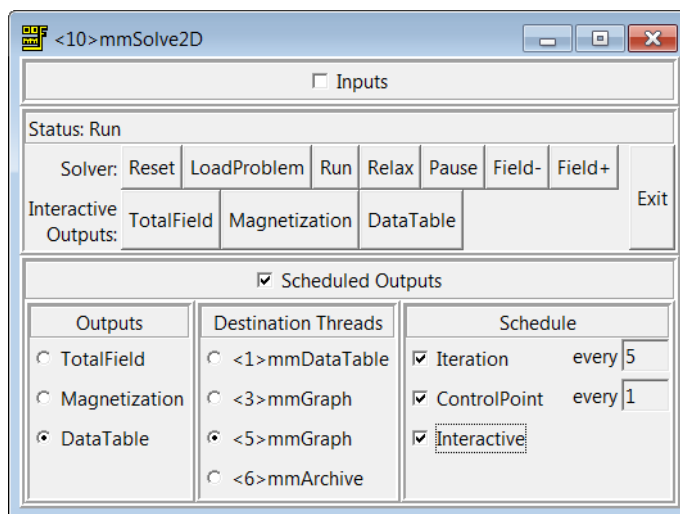 <10>mmSolve2D
Inputs
Status: Run
Solver: Reset LoadProblem Run Relax Pause Field- Field+
Exit
Interactive Outputs: TotalField Magnetization DataTable
Scheduled Outputs
Outputs Destination Threads Schedule
TotalField <1>mmDataTable Iteration every 5
Magnetization <3>mmGraph ControlPoint every 1
DataTable <5>mmGraph Interactive
<6>mmArchive